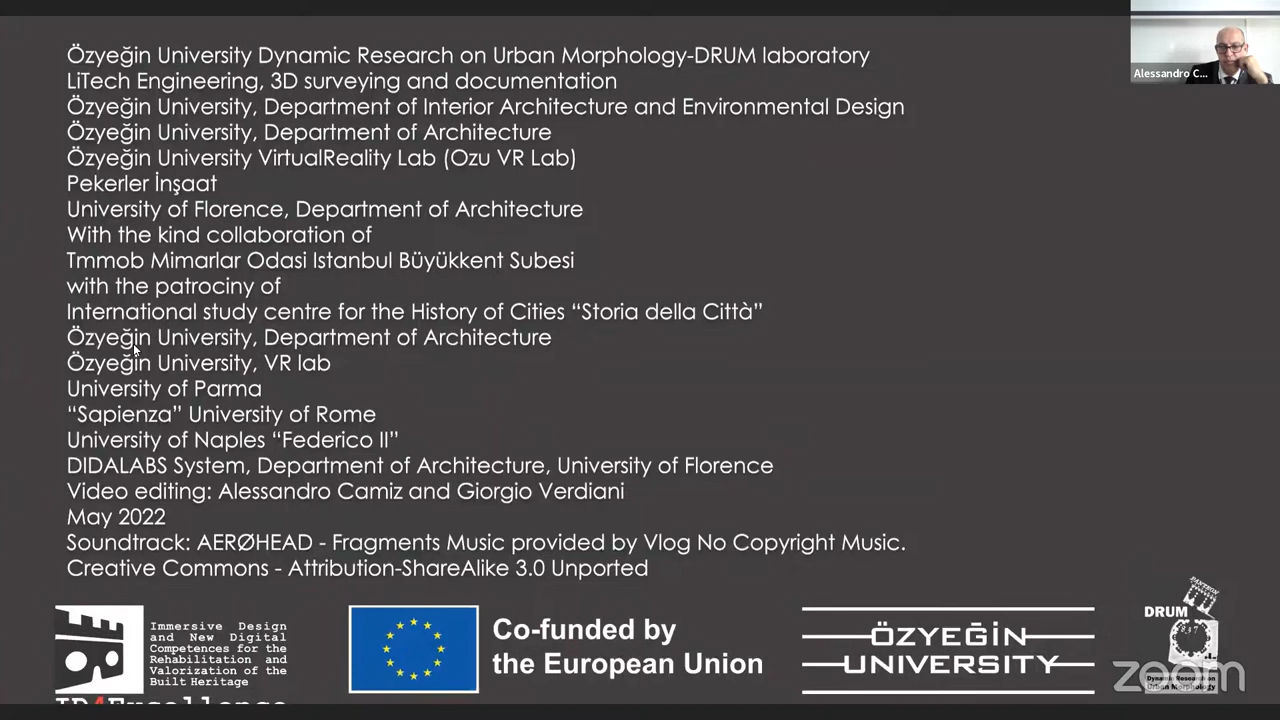 Özyeğin University Dynamic Research on Urban Morphology-DRUM laboratory
LiTech Engineering, 3D surveying and documentation
Özyeğin University, Department of Interior Architecture and Environmental Design
Özyeğin University, Department of Architecture
Özyeğin University VirtualReality Lab (Ozu VR Lab)
Pekerler İnşaat
University of Florence, Department of Architecture
With the kind collaboration of
Tmmob Mimarlar Odasi Istanbul Büyükkent Subesi
with the patrociny of
International study centre for the History of Cities “Storia della Città”
Özyeğin University, Department of Architecture
Özyeğin University, VR lab
University of Parma
“Sapienza” University of Rome
University of Naples “Federico II”
DIDALABS System, Department of Architecture, University of Florence
Video editing: Alessandro Camiz and Giorgio Verdiani
May 2022
Soundtrack: AERØHEAD - Fragments Music provided by Vlog No Copyright Music.
Creative Commons - Attribution-ShareAlike 3.0 Unported
Alessandro C...
Immersive Design
and New Digital
Competences for the
Rehabilitation and
Valorization of the
Built Heritage
ID4Excellence
Co-funded by
the European Union
ÖZYEĞİN
UNIVERSITY
DRUM
Dynamic Research on
Urban Morphology
zoom